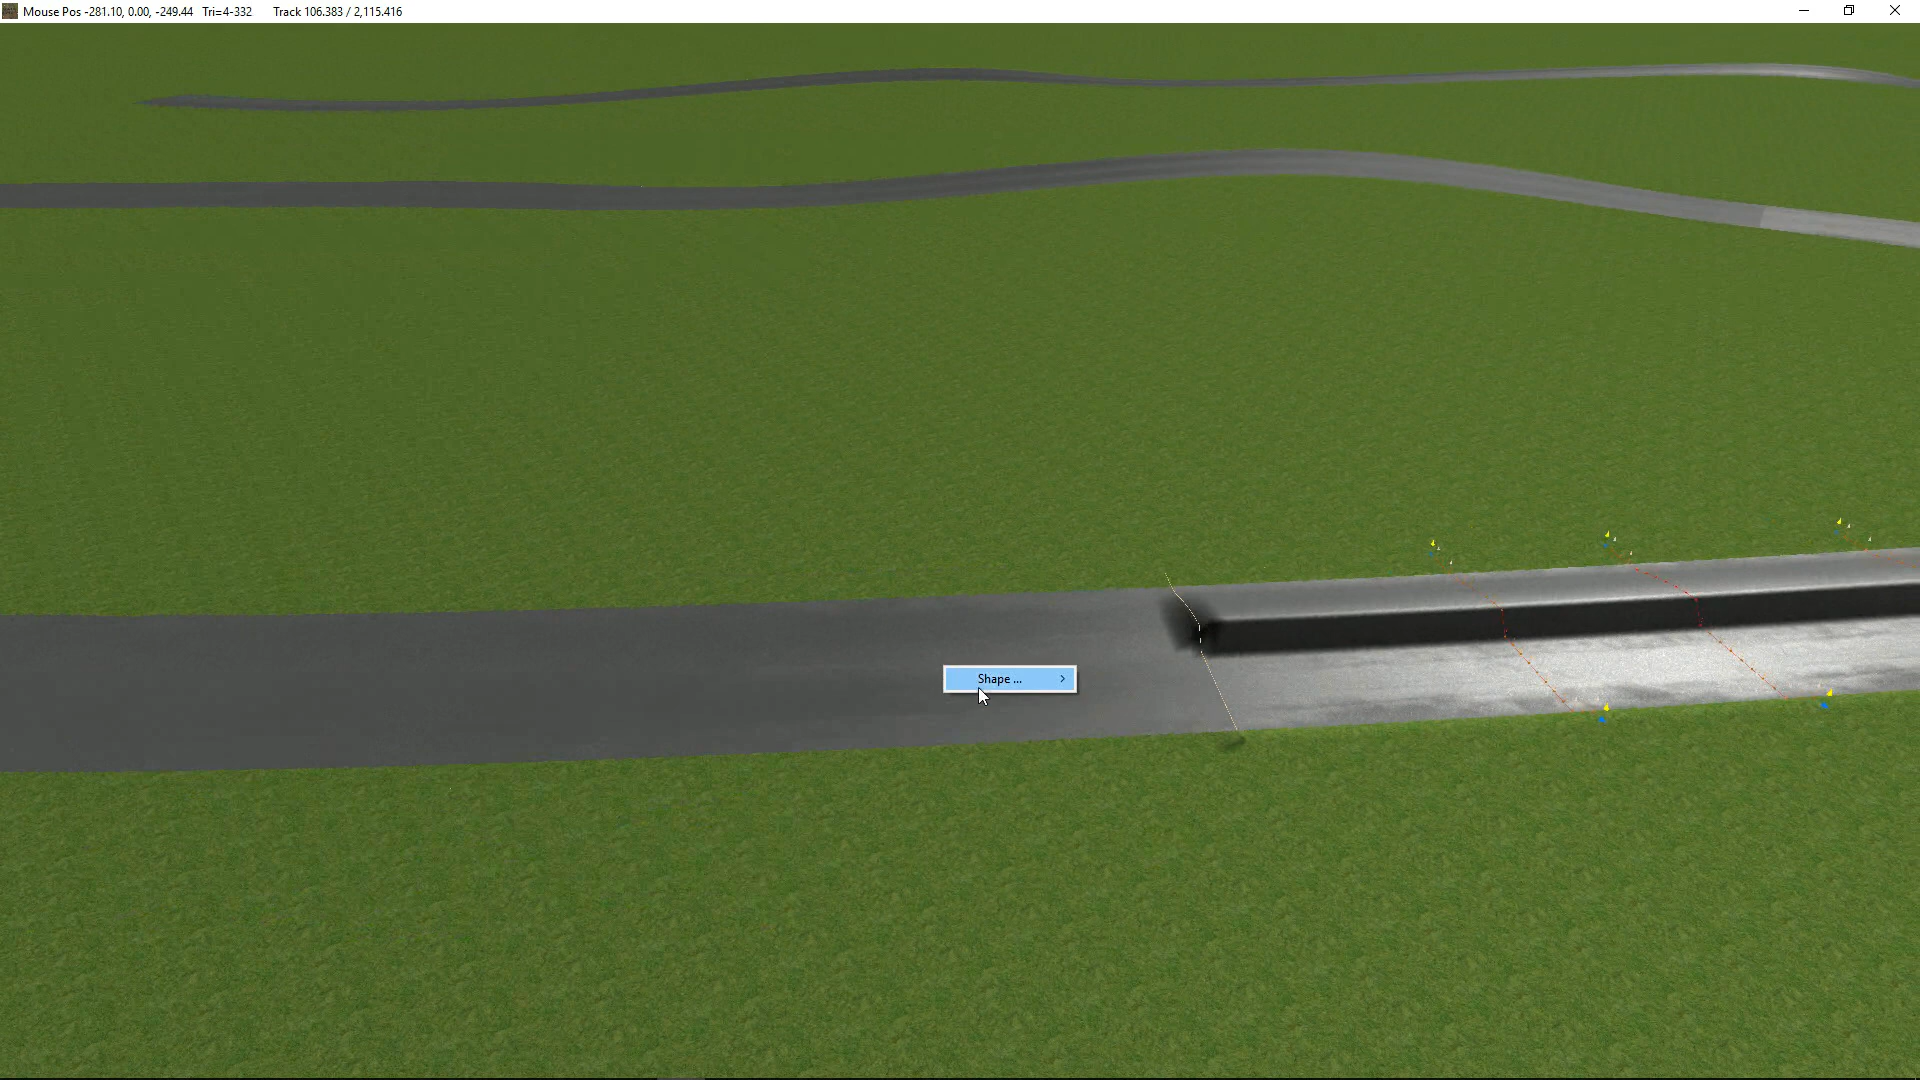 Mouse Pos -281.10, 0.00, -249.44 Tri=4-332 Track 106.383 / 2,115.416
Shape ...